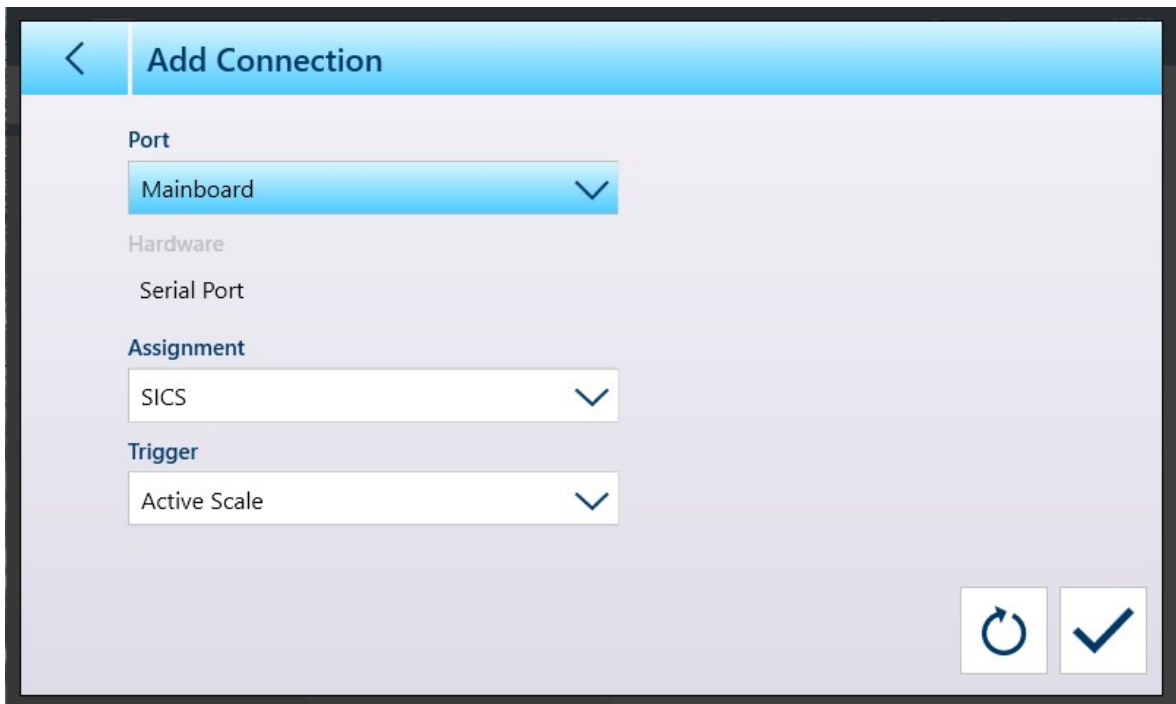 Add Connection
Port
Mainboard
Hardware
Serial Port
Assignment
SICS
Trigger
Active Scale